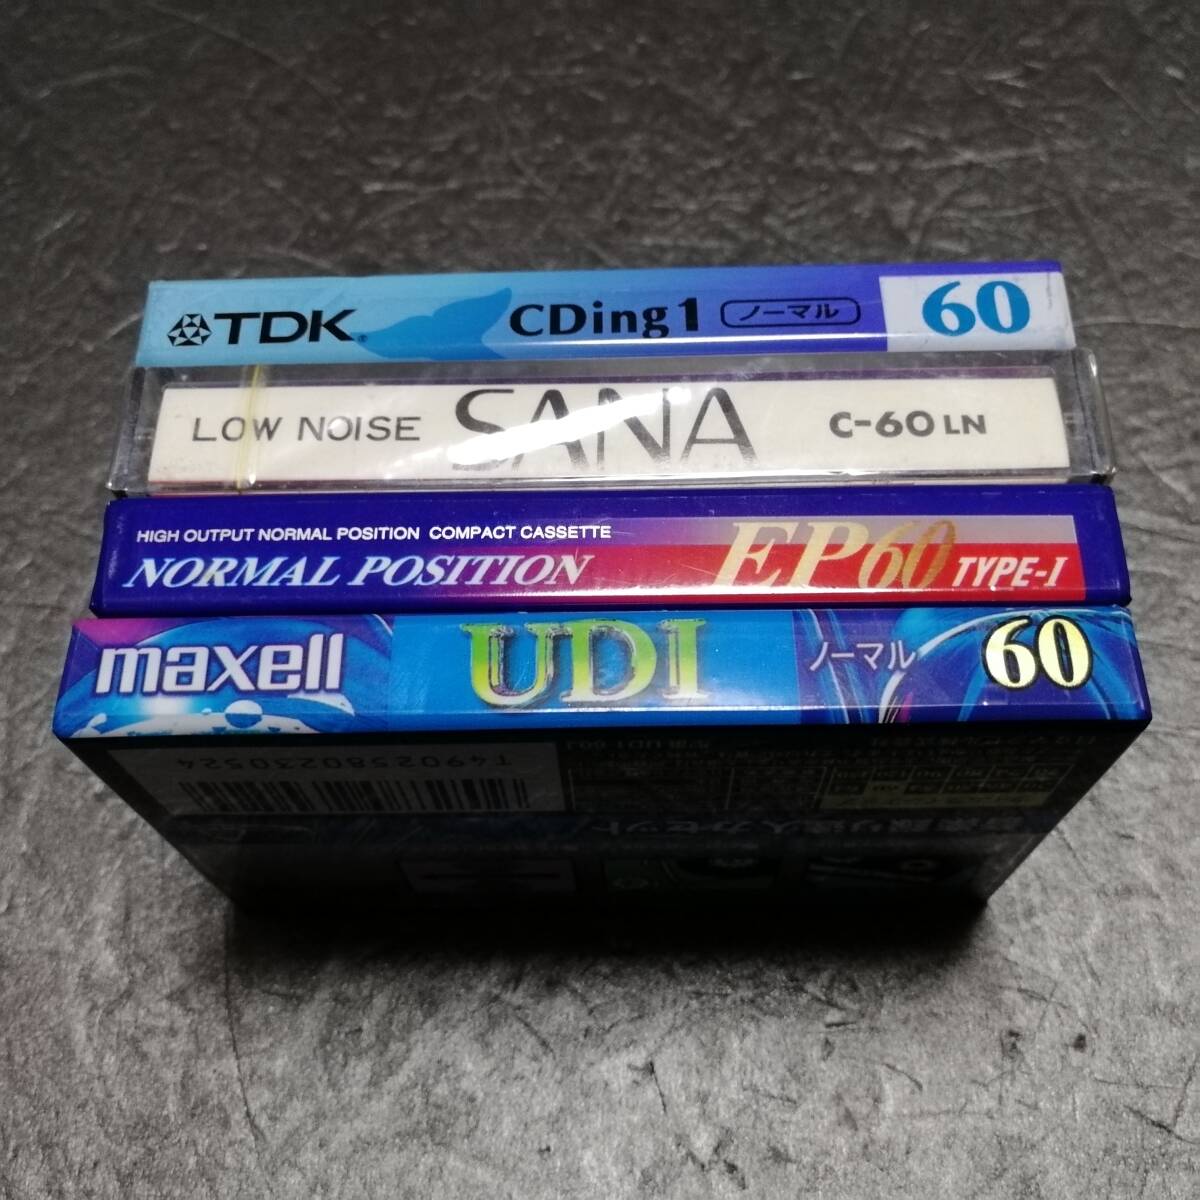 TDK CDing1 ノーマル 60
LOW NOISE SANA C-60 LN
HIGH OUTPUT NORMAL POSITION COMPACT CASSETTE
NORMAL POSITION EP60 TYPE-I
maxell UDI ノーマル 60
T4902580230524